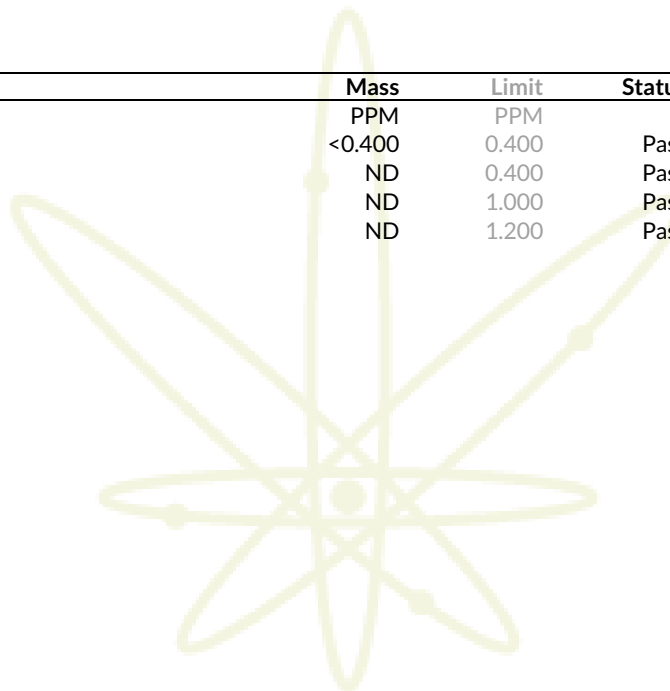 Mass Limit Statu
PPM PPM
<0.400 0.400 Pas
ND 0.400 Pas
ND 1.000 Pas
ND 1.200 Pas